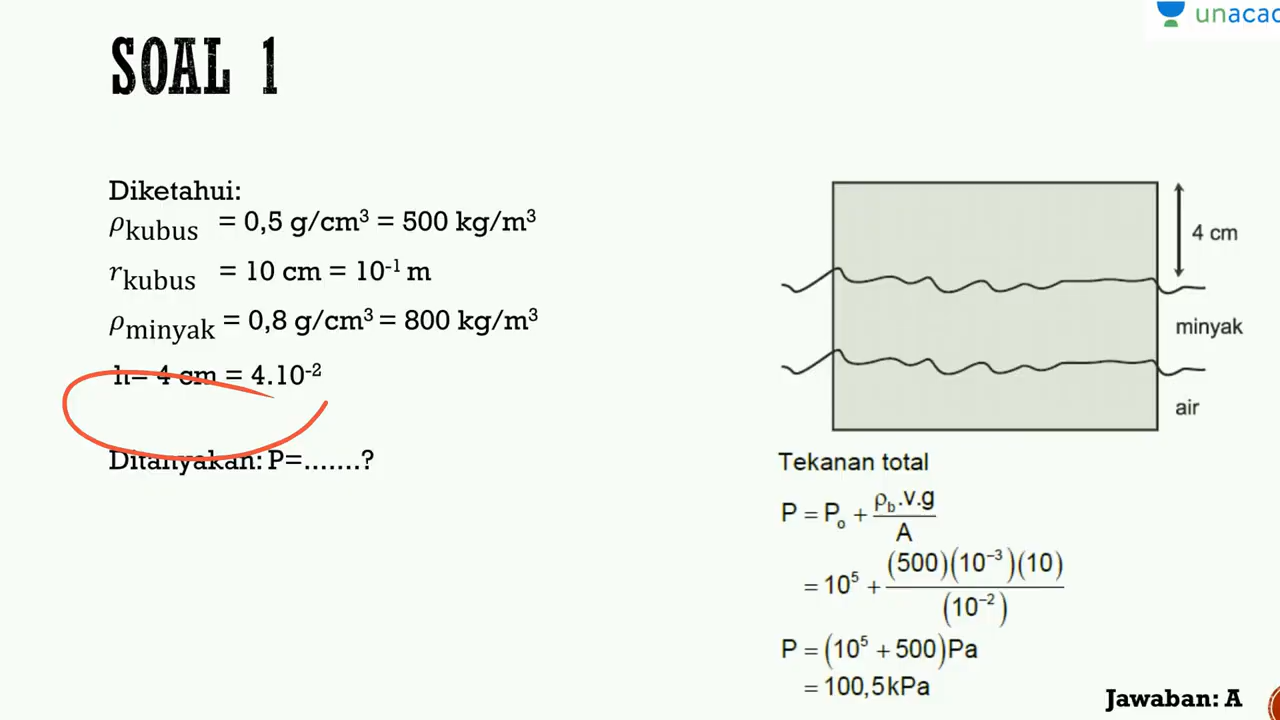 unacad
SOAL 1
Diketahui:
ρkubus = 0,5 g/cm³ = 500 kg/m³
rkubus = 10 cm = 10⁻¹ m
ρminyak = 0,8 g/cm³ = 800 kg/m³
h= 4 cm = 4.10⁻²
Ditanyakan: P=.......?
4 cm
minyak
air
Tekanan total
P = Pₒ + ρb.v.g / A
= 10⁵ + (500)(10⁻³)(10) / (10⁻²)
P = (10⁵ + 500)Pa
= 100,5kPa
Jawaban: A